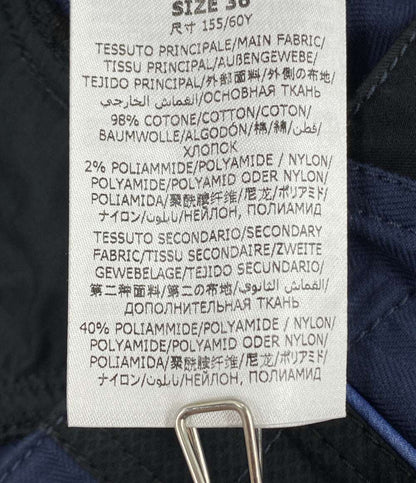 SIZE 36
尺寸 155/60Y
TESSUTO PRINCIPALE/MAIN FABRIC/
TISSU PRINCIPAL/AUßENGEWEBE/
TEJIDO PRINCIPAL/外部面料/外側の布地/
القماش الخارجي/ОСНОВНАЯ ТКАНЬ
98% COTONE/COTTON/COTON/
BAUMWOLLE/ALGODÓN/棉/綿/قطن/
ХЛОПОК
2% POLIAMMIDE/POLYAMIDE / NYLON/
POLYAMIDE/POLYAMID ODER NYLON/
POLIAMIDA/聚酰胺纤维/尼龙/ポリアミド/
ナイロン/نايلون/НЕЙЛОН, ПОЛИАМИД
TESSUTO SECONDARIO/SECONDARY
FABRIC/TISSU SECONDAIRE/ZWEITE
GEWEBELAGE/TEJIDO SECUNDARIO/
第二种面料/第二の布地/القماش الثانوي/
ДОПОЛНИТЕЛЬНАЯ ТКАНЬ
40% POLIAMMIDE/POLYAMIDE / NYLON/
POLYAMIDE/POLYAMID ODER NYLON/
POLIAMIDA/聚酰胺纤维/尼龙/ポリアミド/
ナイロン/نايلون/НЕЙЛОН, ПОЛИАМИД